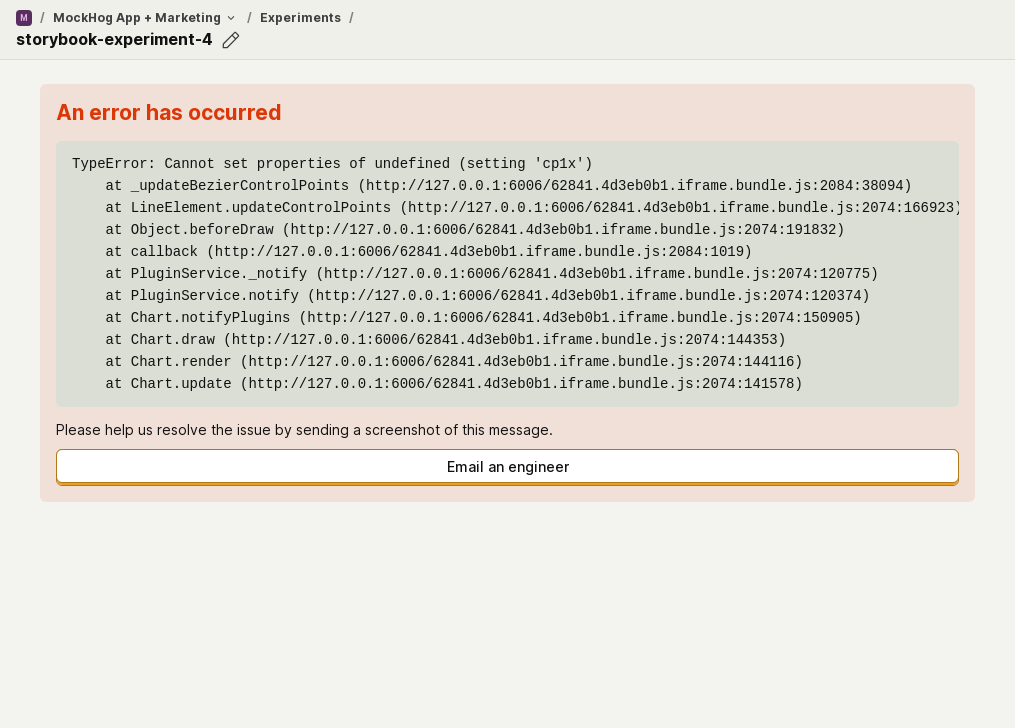 M / MockHog App + Marketing / Experiments /
storybook-experiment-4
An error has occurred
TypeError: Cannot set properties of undefined (setting 'cp1x')
at _updateBezierControlPoints (http://127.0.0.1:6006/62841.4d3eb0b1.iframe.bundle.js:2084:38094)
at LineElement.updateControlPoints (http://127.0.0.1:6006/62841.4d3eb0b1.iframe.bundle.js:2074:166923)
at Object.beforeDraw (http://127.0.0.1:6006/62841.4d3eb0b1.iframe.bundle.js:2074:191832)
at callback (http://127.0.0.1:6006/62841.4d3eb0b1.iframe.bundle.js:2084:1019)
at PluginService._notify (http://127.0.0.1:6006/62841.4d3eb0b1.iframe.bundle.js:2074:120775)
at PluginService.notify (http://127.0.0.1:6006/62841.4d3eb0b1.iframe.bundle.js:2074:120374)
at Chart.notifyPlugins (http://127.0.0.1:6006/62841.4d3eb0b1.iframe.bundle.js:2074:150905)
at Chart.draw (http://127.0.0.1:6006/62841.4d3eb0b1.iframe.bundle.js:2074:144353)
at Chart.render (http://127.0.0.1:6006/62841.4d3eb0b1.iframe.bundle.js:2074:144116)
at Chart.update (http://127.0.0.1:6006/62841.4d3eb0b1.iframe.bundle.js:2074:141578)
Please help us resolve the issue by sending a screenshot of this message.
Email an engineer